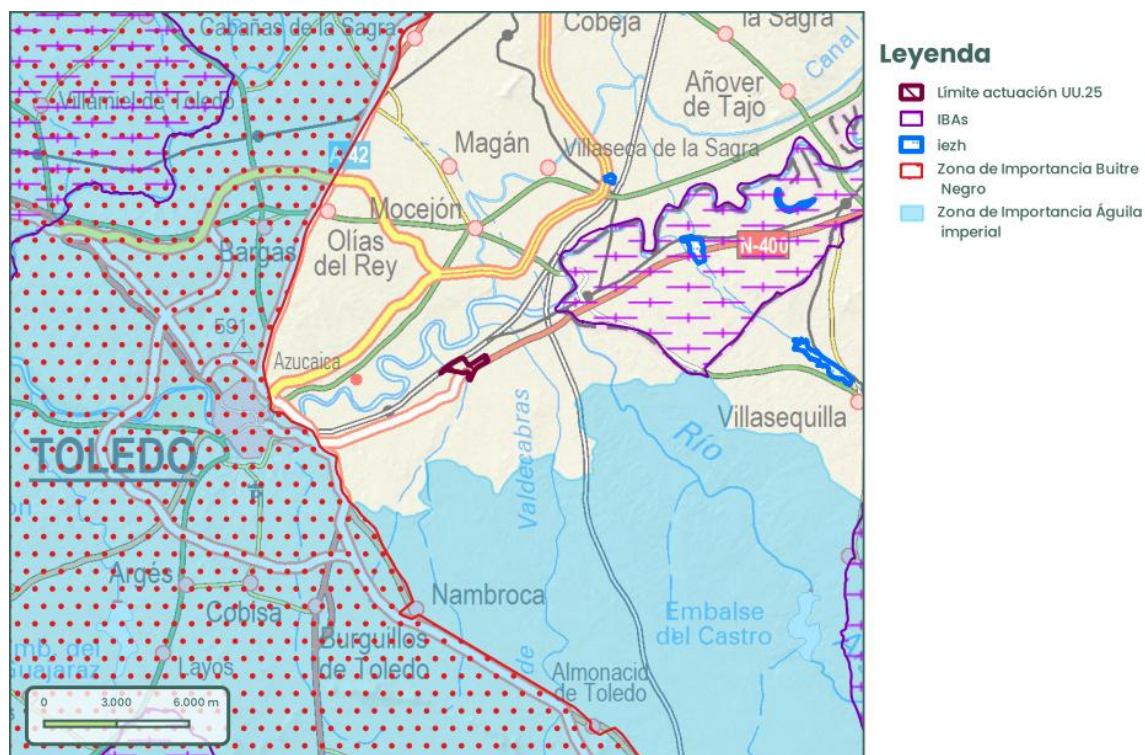 Cabañas de la Sagra
Cobeja
la Sagra
Canal
Añover
de Tajo
Villamiel de Toledo
A-42
Magán
Villaseca de la Sagra
Mocejón
Bargas
Olías
del Rey
N-400
591
Azucaica
TOLEDO
Villasequilla
Río
Valdecabras
de
Argés
Cobisa
Nambroca
Burguillos
de Toledo
Embalse
del Castro
Layos
Almonacid
de Toledo
0 3.000 6.000 m
Leyenda
Límite actuación UU.25
IBAs
iezh
Zona de Importancia Buitre
Negro
Zona de Importancia Águila
imperial